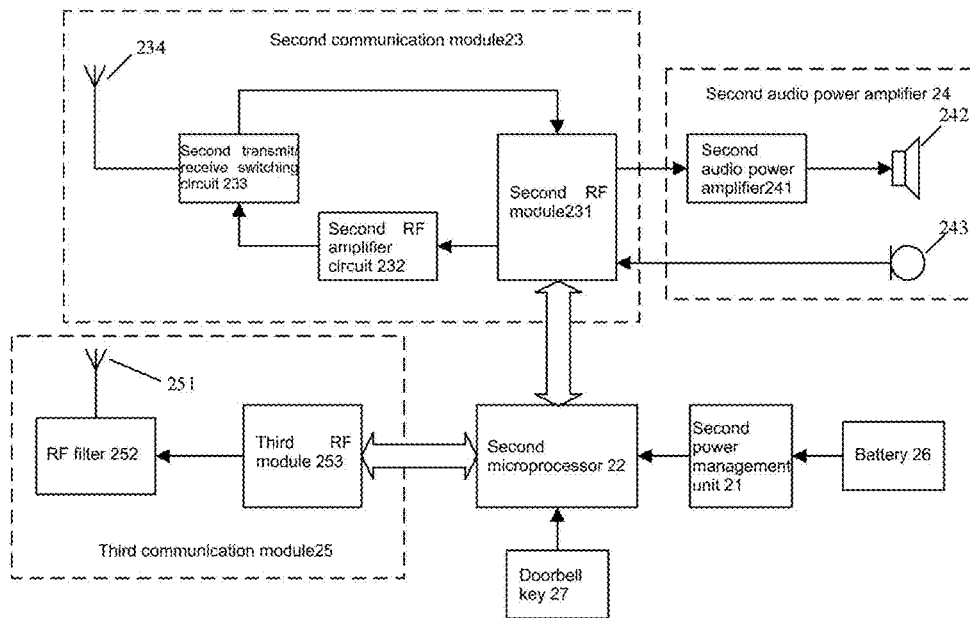 Second communication module23
234
Second transmit/
receive switching
circuit 233
Second RF
amplifier
circuit 232
Second RF
module231
Second audio power amplifier 24
242
Second
audio power
amplifier241
243
251
RF filter 252
Third RF
module 253
Third communication module25
Second
microprocessor 22
Second
power
management
unit 21
Battery 26
Doorbell
key 27